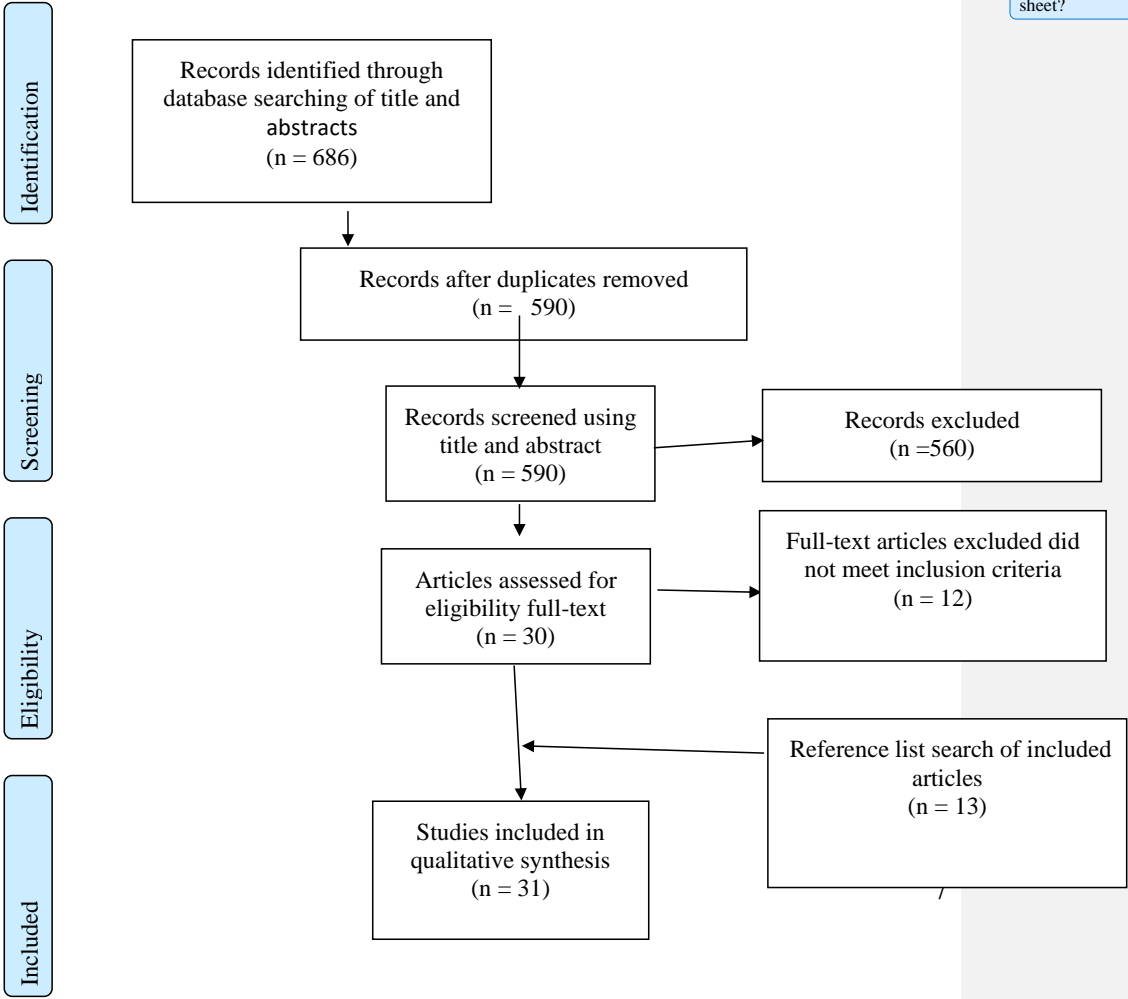 sheet?
Identification
Records identified through
database searching of title and
abstracts
(n = 686)
Records after duplicates removed
(n = 590)
Screening
Records screened using
title and abstract
(n = 590)
Records excluded
(n =560)
Eligibility
Articles assessed for
eligibility full-text
(n = 30)
Full-text articles excluded did
not meet inclusion criteria
(n = 12)
Reference list search of included
articles
(n = 13)
Included
Studies included in
qualitative synthesis
(n = 31)